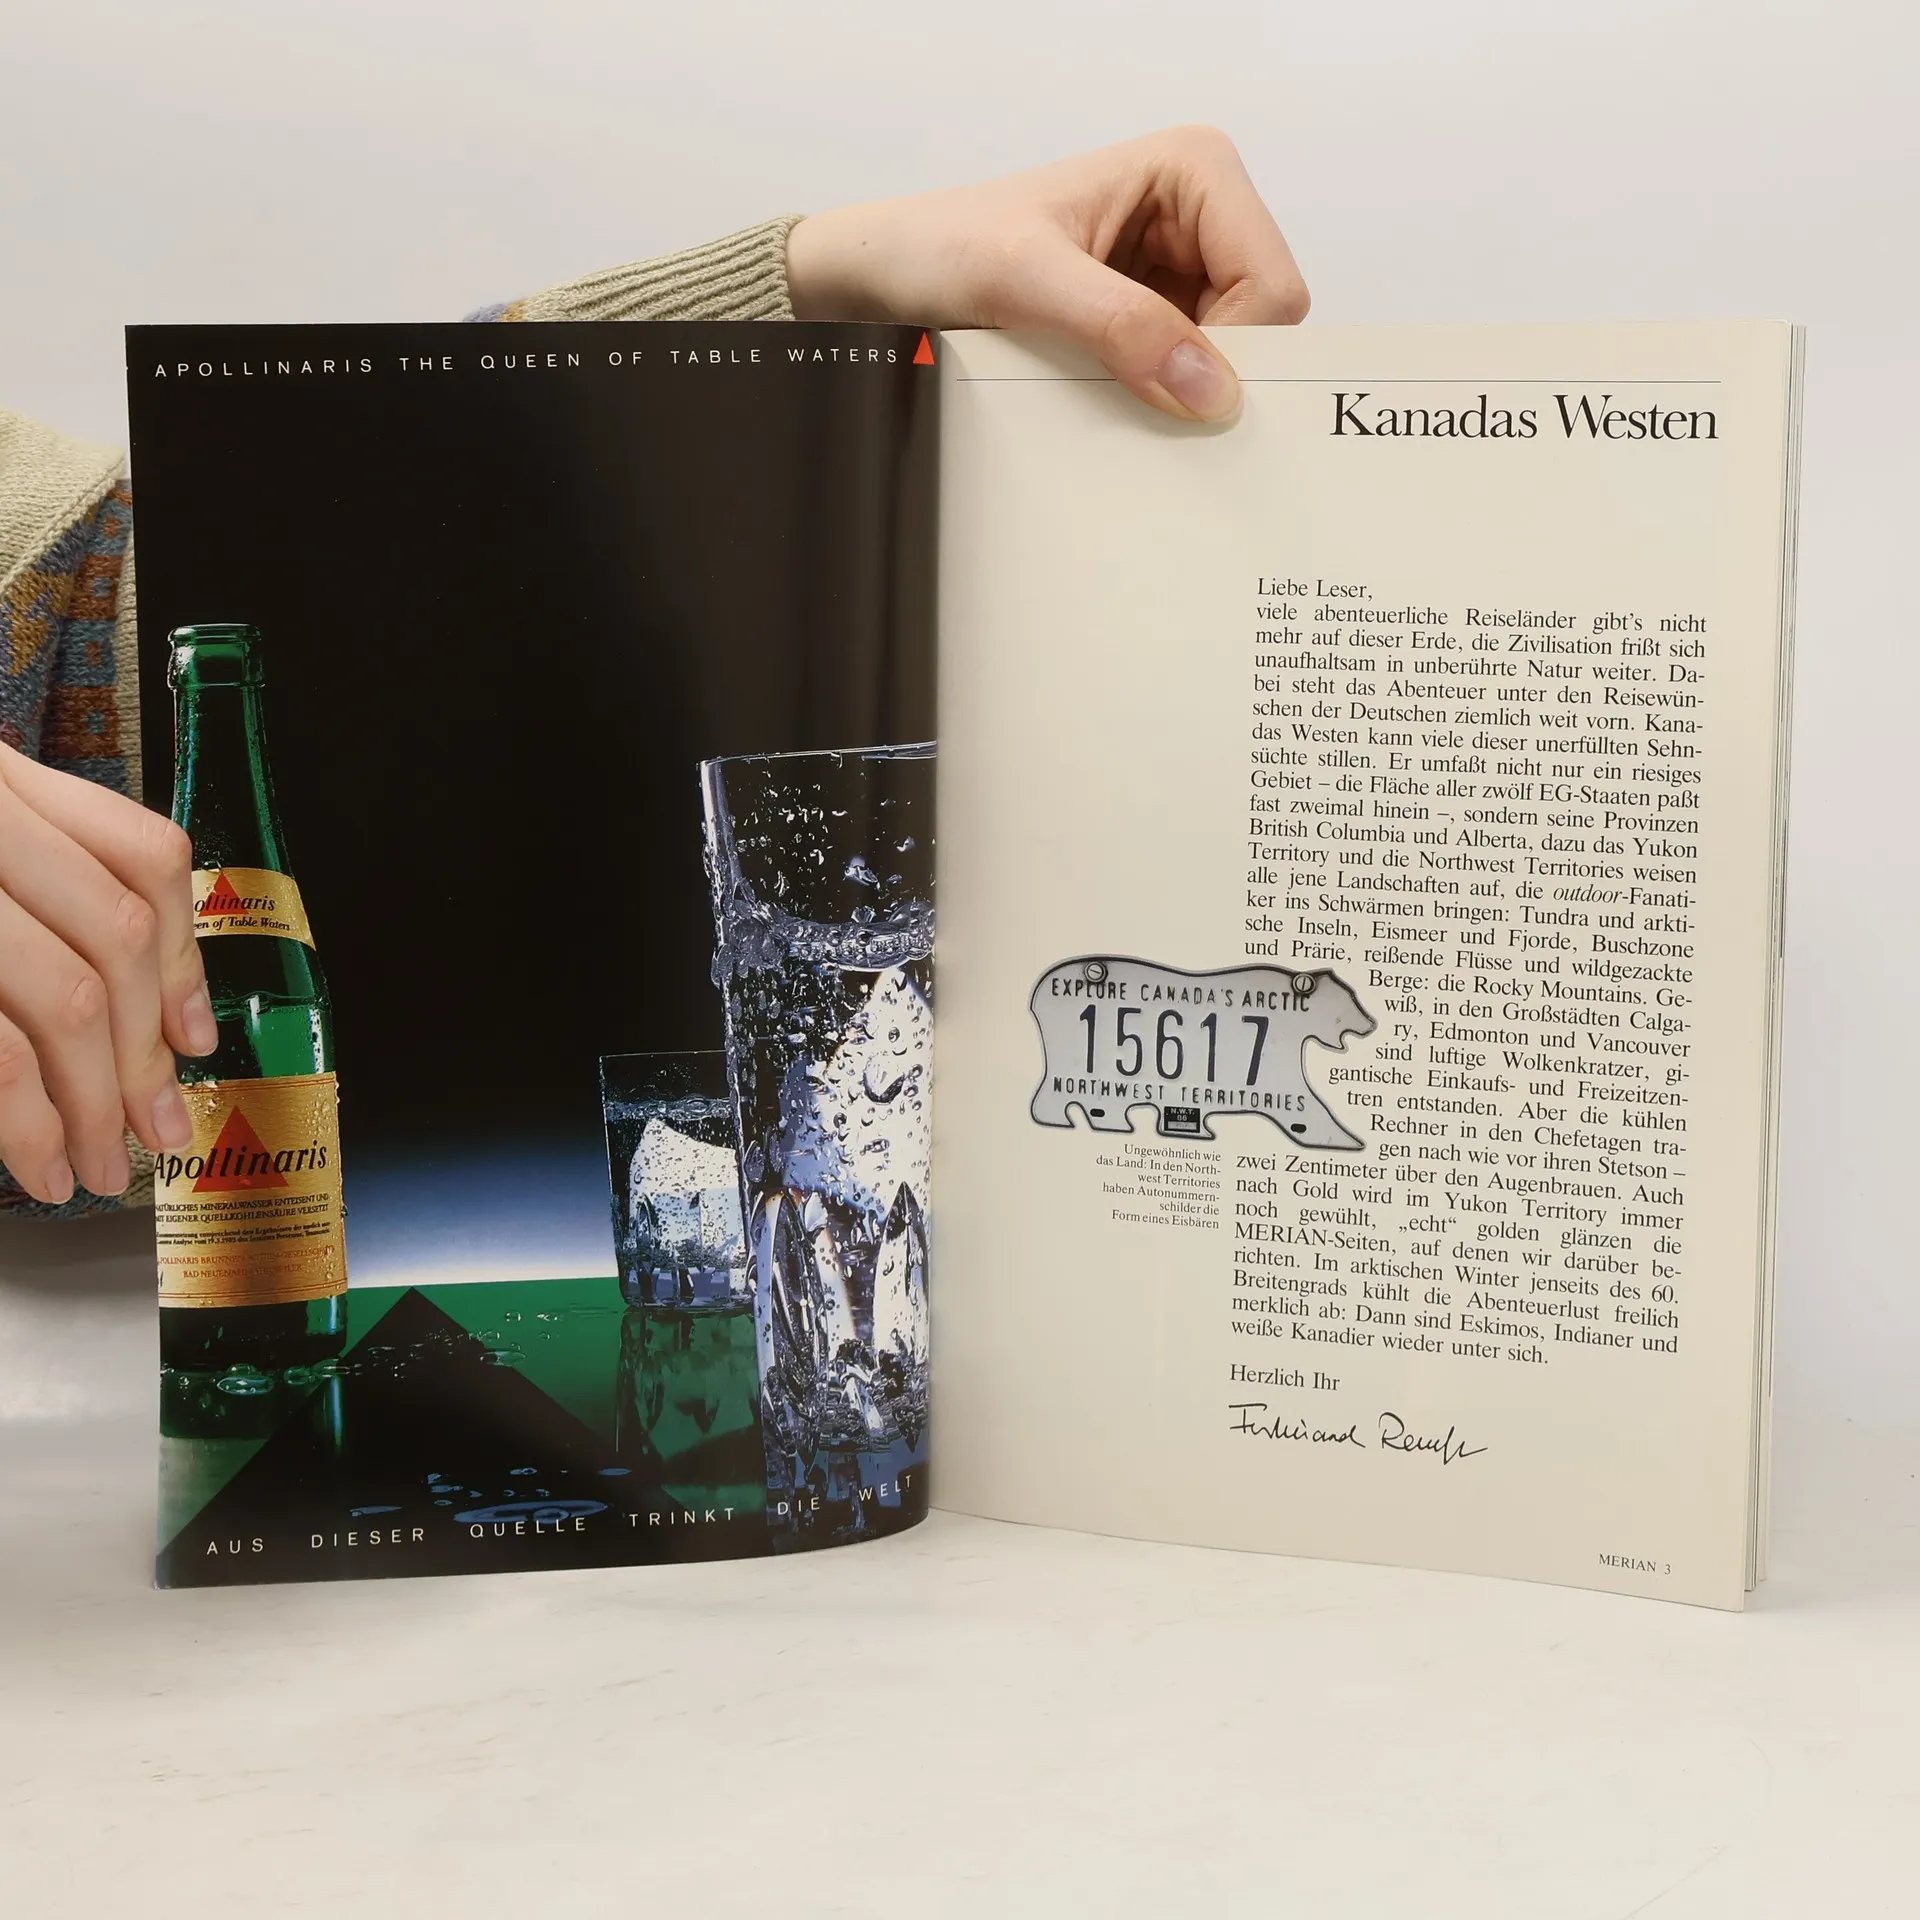 APOLLINARIS THE QUEEN OF TABLE WATERS
ollinaris
en of Table Waters
Apollinaris
NATÜRLICHES MINERALWASSER ENTEISENT UND
MIT EIGENER QUELLKOHLENSÄURE VERSETZT
AUS DIESER QUELLE TRINKT DIE WELT
Kanadas Westen
Liebe Leser,
viele abenteuerliche Reiseländer gibt's nicht
mehr auf dieser Erde, die Zivilisation frißt sich
unaufhaltsam in unberührte Natur weiter. Da-
bei steht das Abenteuer unter den Reisewün-
schen der Deutschen ziemlich weit vorn. Kana-
das Westen kann viele dieser unerfüllten Sehn-
süchte stillen. Er umfaßt nicht nur ein riesiges
Gebiet – die Fläche aller zwölf EG-Staaten paßt
fast zweimal hinein –, sondern seine Provinzen
British Columbia und Alberta, dazu das Yukon
Territory und die Northwest Territories weisen
alle jene Landschaften auf, die outdoor-Fanati-
ker ins Schwärmen bringen: Tundra und arkti-
sche Inseln, Eismeer und Fjorde, Buschzone
und Prärie, reißende Flüsse und wildgezackte
Berge: die Rocky Mountains. Ge-
wiß, in den Großstädten Calga-
ry, Edmonton und Vancouver
sind luftige Wolkenkratzer, gi-
gantische Einkaufs- und Freizeitzen-
tren entstanden. Aber die kühlen
Rechner in den Chefetagen tra-
gen nach wie vor ihren Stetson –
zwei Zentimeter über den Augenbrauen. Auch
nach Gold wird im Yukon Territory immer
noch gewühlt, „echt“ golden glänzen die
MERIAN-Seiten, auf denen wir darüber be-
richten. Im arktischen Winter jenseits des 60.
Breitengrads kühlt die Abenteuerlust freilich
merklich ab: Dann sind Eskimos, Indianer und
weiße Kanadier wieder unter sich.
Herzlich Ihr
EXPLORE CANADA'S ARCTIC
15617
NORTHWEST TERRITORIES
N.W.T.
86
Ungewöhnlich wie
das Land: In den North-
west Territories
haben Autonummern-
schilder die
Form eines Eisbären
MERIAN 3